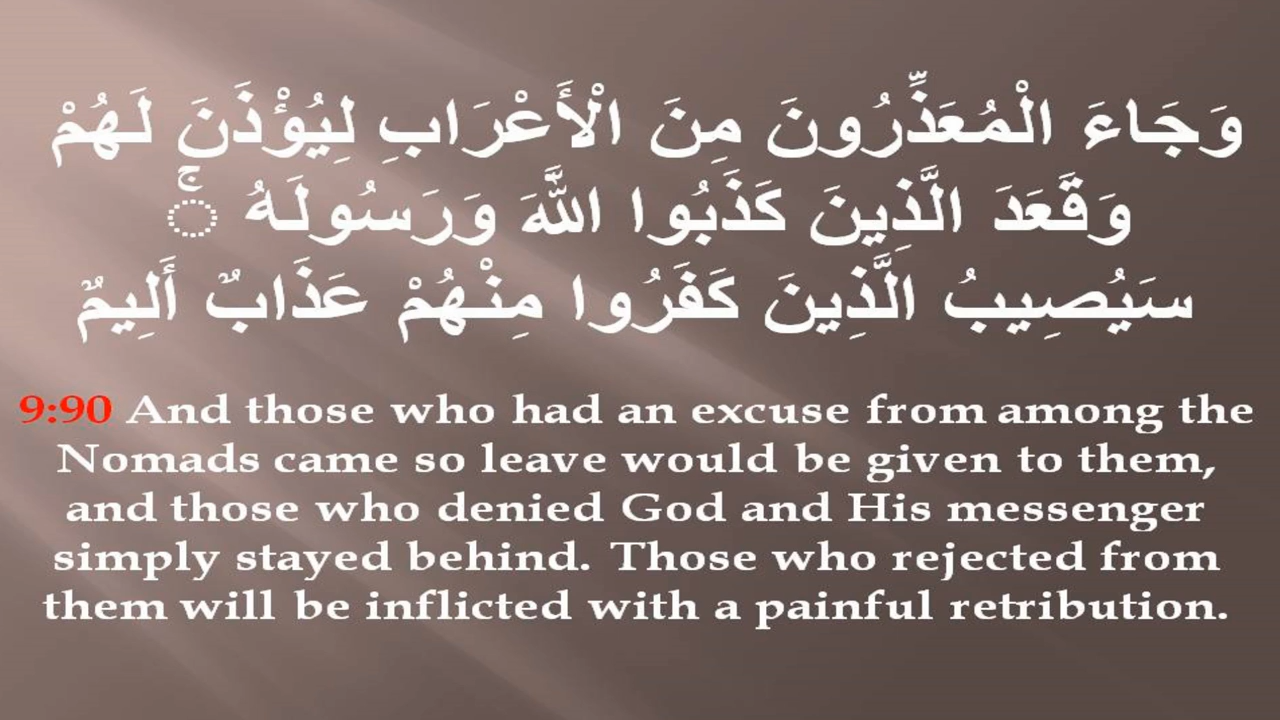 وَجَاءَ الْمُعَذِّرُونَ مِنَ الْأَعْرَابِ لِيُؤْذَنَ لَهُمْ
وَقَعَدَ الَّذِينَ كَذَبُوا اللَّهَ وَرَسُولَهُ ۚ
سَيُصِيبُ الَّذِينَ كَفَرُوا مِنْهُمْ عَذَابٌ أَلِيمٌ
9:90 And those who had an excuse from among the
Nomads came so leave would be given to them,
and those who denied God and His messenger
simply stayed behind. Those who rejected from
them will be inflicted with a painful retribution.